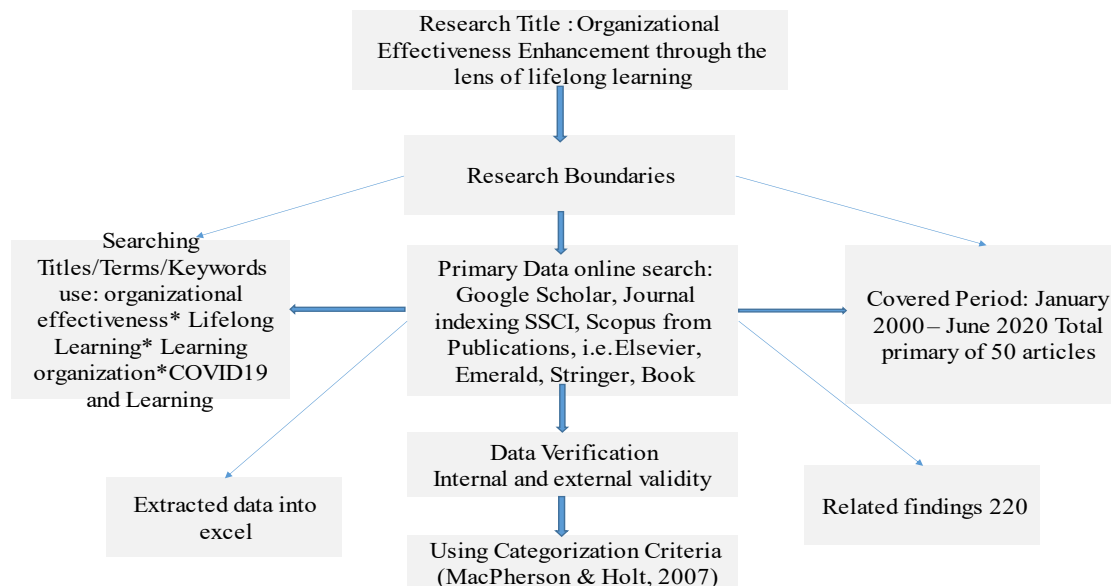 Research Title : Organizational
Effectiveness Enhancement through the
lens of lifelong learning
Research Boundaries
Searching
Titles/Terms/Keywords
use: organizational
effectiveness* Lifelong
Learning* Learning
organization*COVID19
and Learning
Primary Data online search:
Google Scholar, Journal
indexing SSCI, Scopus from
Publications, i.e.Elsevier,
Emerald, Stringer, Book
Covered Period: January
2000 – June 2020 Total
primary of 50 articles
Extracted data into
excel
Data Verification
Internal and external validity
Related findings 220
Using Categorization Criteria
(MacPherson & Holt, 2007)